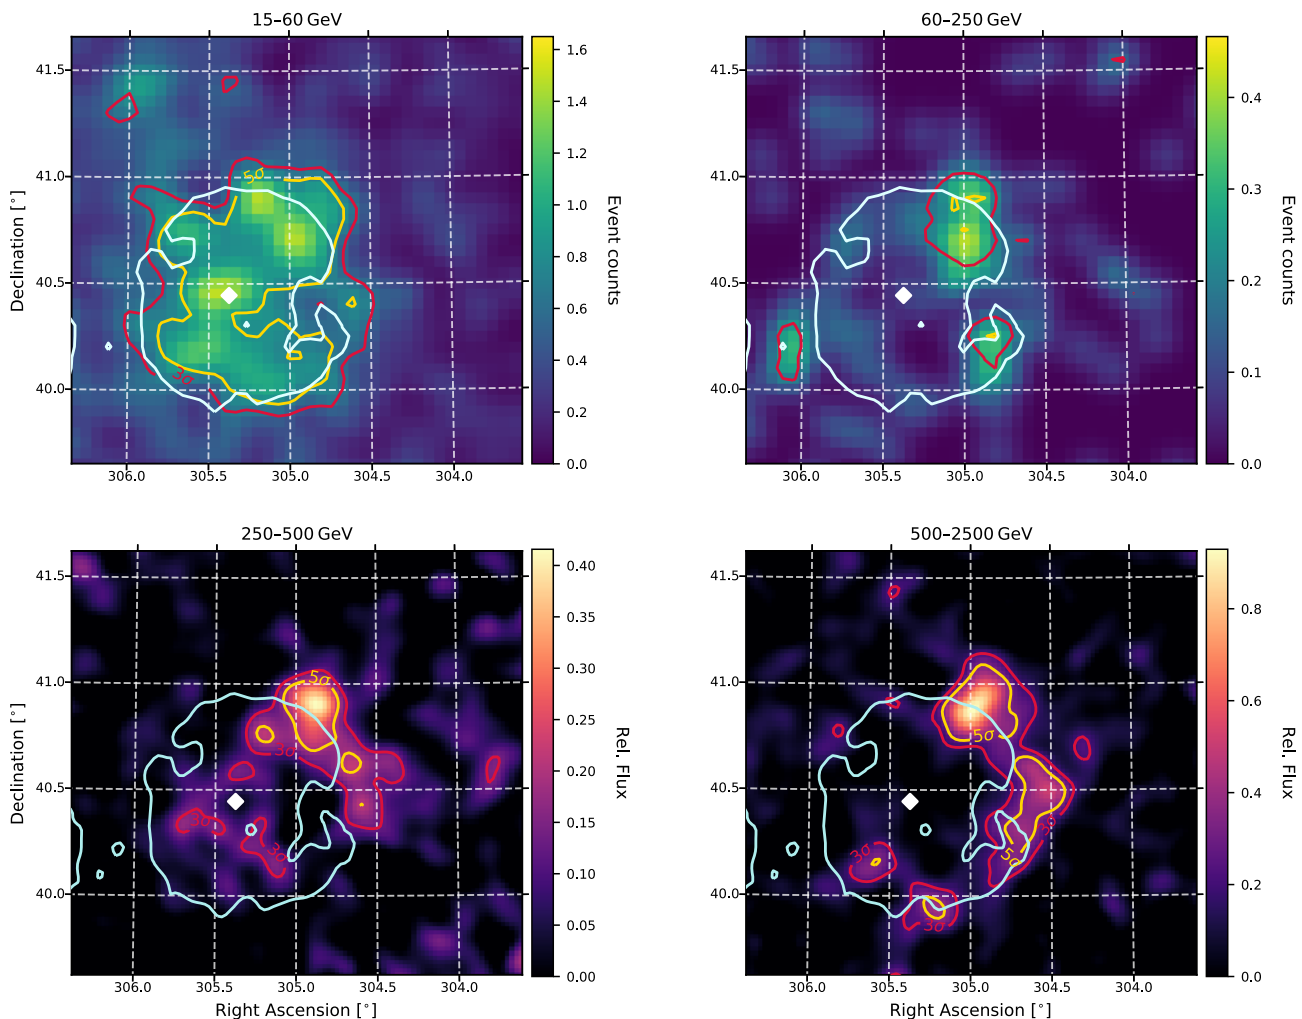 15–60 GeV
60–250 GeV
41.5
41.0
40.5
40.0
Declination [°]
5σ
3σ
306.0 305.5 305.0 304.5 304.0
1.6
1.4
1.2
1.0
0.8
0.6
0.4
0.2
0.0
Event counts
41.5
41.0
40.5
40.0
306.0 305.5 305.0 304.5 304.0
0.4
0.3
0.2
0.1
0.0
Event counts
250–500 GeV
500–2500 GeV
41.5
41.0
40.5
40.0
Declination [°]
5σ
3σ
3σ
3σ
306.0 305.5 305.0 304.5 304.0
Right Ascension [°]
0.40
0.35
0.30
0.25
0.20
0.15
0.10
0.05
0.00
Rel. Flux
41.5
41.0
40.5
40.0
5σ
3σ
5σ
3σ
3σ
306.0 305.5 305.0 304.5 304.0
Right Ascension [°]
0.8
0.6
0.4
0.2
0.0
Rel. Flux